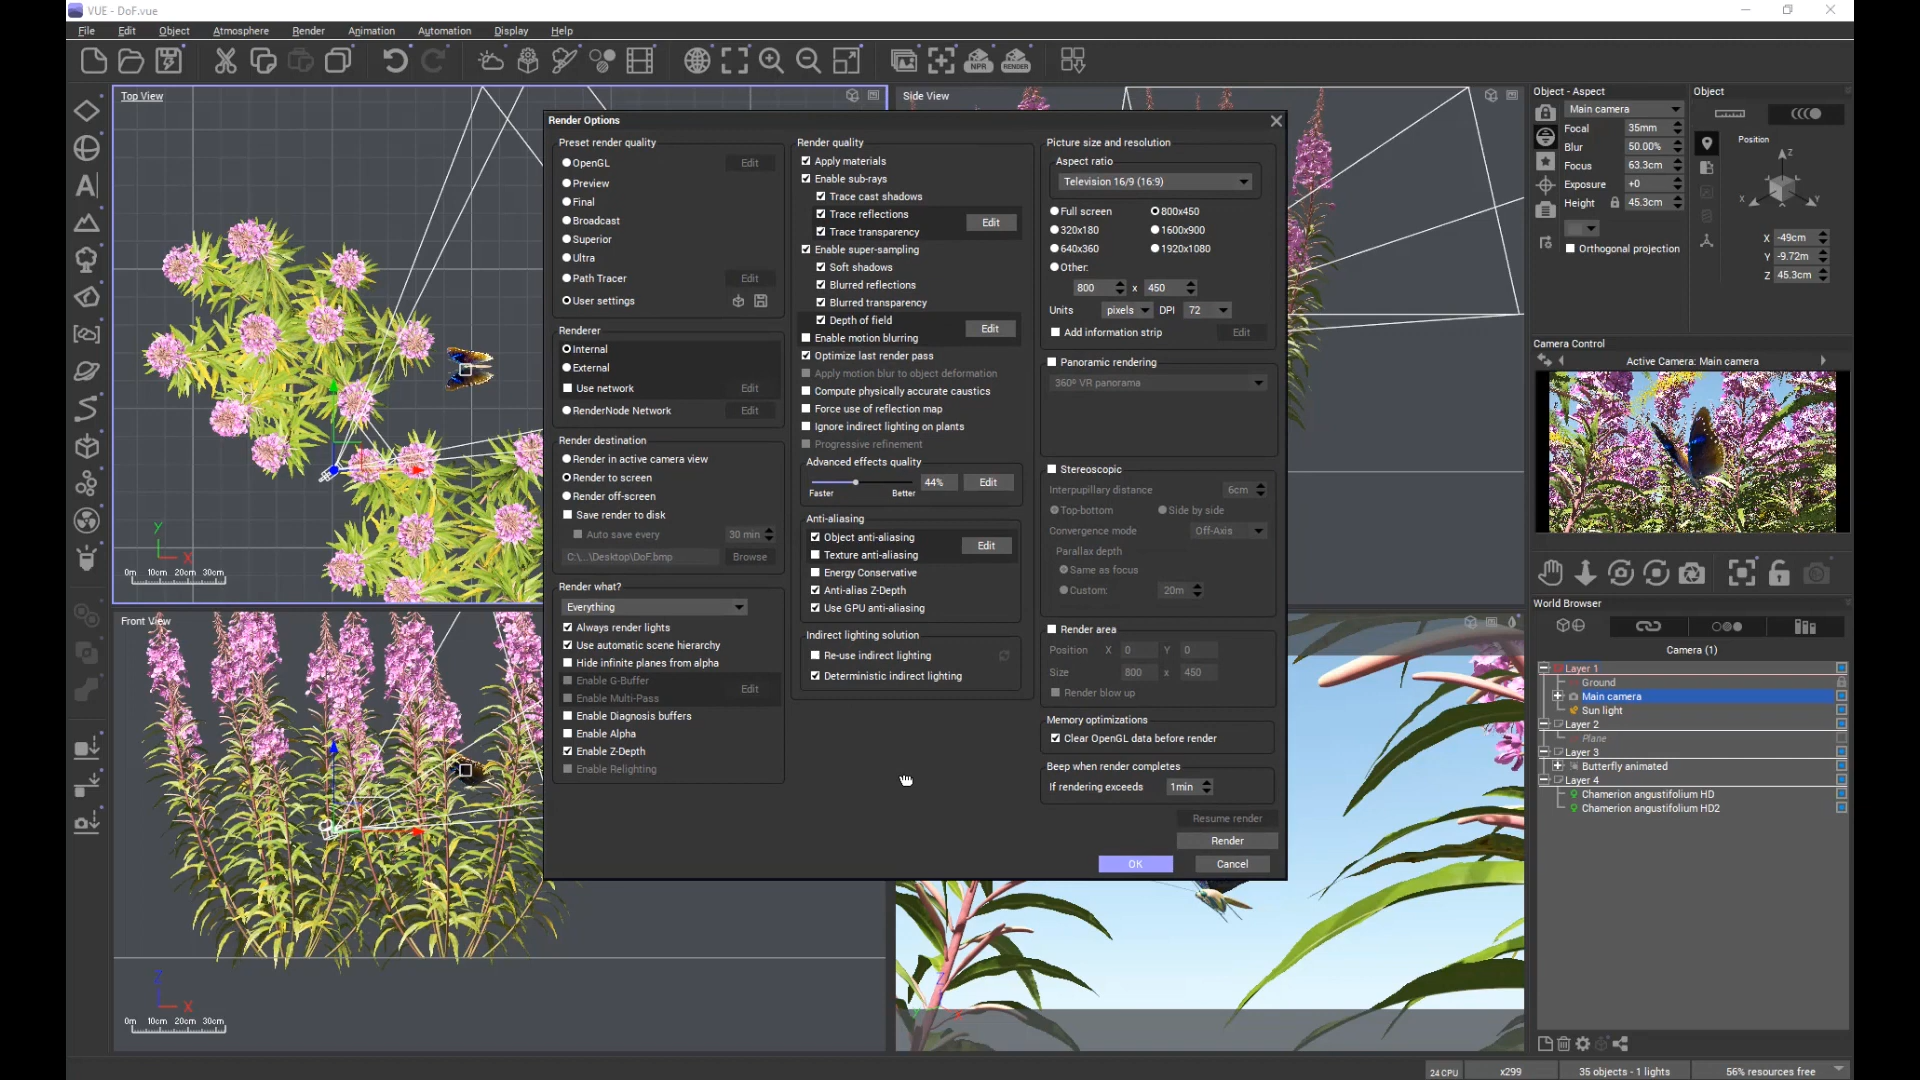 VUE - DoF.vue
File Edit Object Atmosphere Render Animation Automation Display Help
NPR RENDER
Top View
Side View
Render Options
Preset render quality
OpenGL Edit
Preview
Final
Broadcast
Superior
Ultra
Path Tracer Edit
User settings
Renderer
Internal
External
Use network Edit
RenderNode Network Edit
Render destination
Render in active camera view
Render to screen
Render off-screen
Save render to disk
Auto save every 30 min
C:\...\Desktop\DoF.bmp Browse
Render what?
Everything
Always render lights
Use automatic scene hierarchy
Hide infinite planes from alpha
Enable G-Buffer
Enable Multi-Pass
Edit
Enable Diagnosis buffers
Enable Alpha
Enable Z-Depth
Enable Relighting
Render quality
Apply materials
Enable sub-rays
Trace cast shadows
Trace reflections
Edit
Trace transparency
Enable super-sampling
Soft shadows
Blurred reflections
Blurred transparency
Depth of field
Edit
Enable motion blurring
Optimize last render pass
Apply motion blur to object deformation
Compute physically accurate caustics
Force use of reflection map
Ignore indirect lighting on plants
Progressive refinement
Advanced effects quality
44% Edit
Faster Better
Anti-aliasing
Object anti-aliasing
Edit
Texture anti-aliasing
Energy Conservative
Anti-alias Z-Depth
Use GPU anti-aliasing
Indirect lighting solution
Re-use indirect lighting
Deterministic indirect lighting
Picture size and resolution
Aspect ratio
Television 16/9 (16:9)
Full screen 800x450
320x180 1600x900
640x360 1920x1080
Other:
800 x 450
Units pixels DPI 72
Add information strip Edit
Panoramic rendering
360º VR panorama
Stereoscopic
Interpupillary distance 6cm
Top-bottom Side by side
Convergence mode Off-Axis
Parallax depth
Same as focus
Custom: 20m
Render area
Position X 0 Y 0
Size 800 x 450
Render blow up
Memory optimizations
Clear OpenGL data before render
Beep when render completes
If rendering exceeds 1min
Resume render
Render
OK Cancel
Object - Aspect
Main camera
Focal 35mm
Blur 50.00%
Focus 63.3cm
Exposure +0
Height 45.3cm
Orthogonal projection
Object
Position
Z
X Y
X -49cm
Y -9.72m
Z 45.3cm
Camera Control
Active Camera: Main camera
World Browser
Camera (1)
Layer 1
Ground
Main camera
Sun light
Layer 2
Plane
Layer 3
Butterfly animated
Layer 4
Chamerion angustifolium HD
Chamerion angustifolium HD2
Y
X
0m 10cm 20cm 30cm
Front View
Z
X
0m 10cm 20cm 30cm
24 CPU x299 35 objects - 1 lights 56% resources free